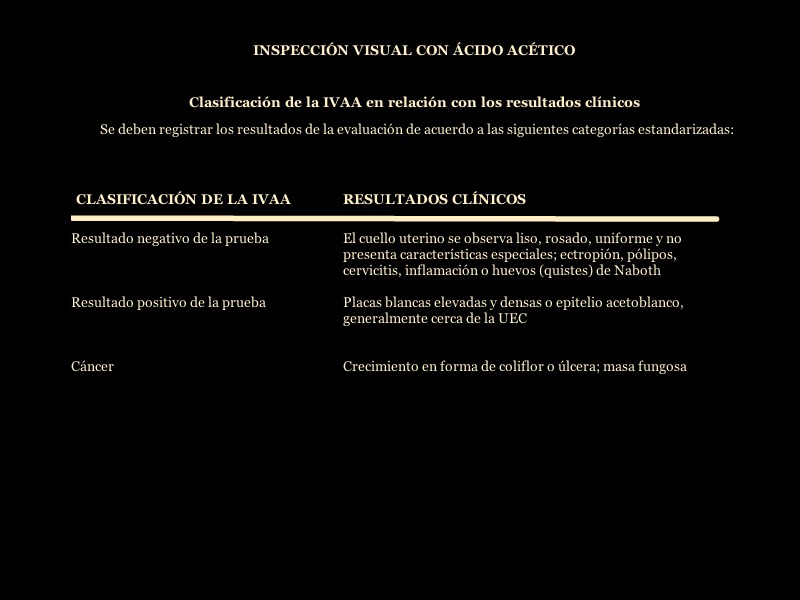 INSPECCIÓN VISUAL CON ÁCIDO ACÉTICO
Clasificación de la IVAA en relación con los resultados clínicos
Se deben registrar los resultados de la evaluación de acuerdo a las siguientes categorías estandarizadas:
CLASIFICACIÓN DE LA IVAA RESULTADOS CLÍNICOS
Resultado negativo de la prueba El cuello uterino se observa liso, rosado, uniforme y no
presenta características especiales; ectropión, pólipos,
cervicitis, inflamación o huevos (quistes) de Naboth
Resultado positivo de la prueba Placas blancas elevadas y densas o epitelio acetoblanco,
generalmente cerca de la UEC
Cáncer Crecimiento en forma de coliflor o úlcera; masa fungosa